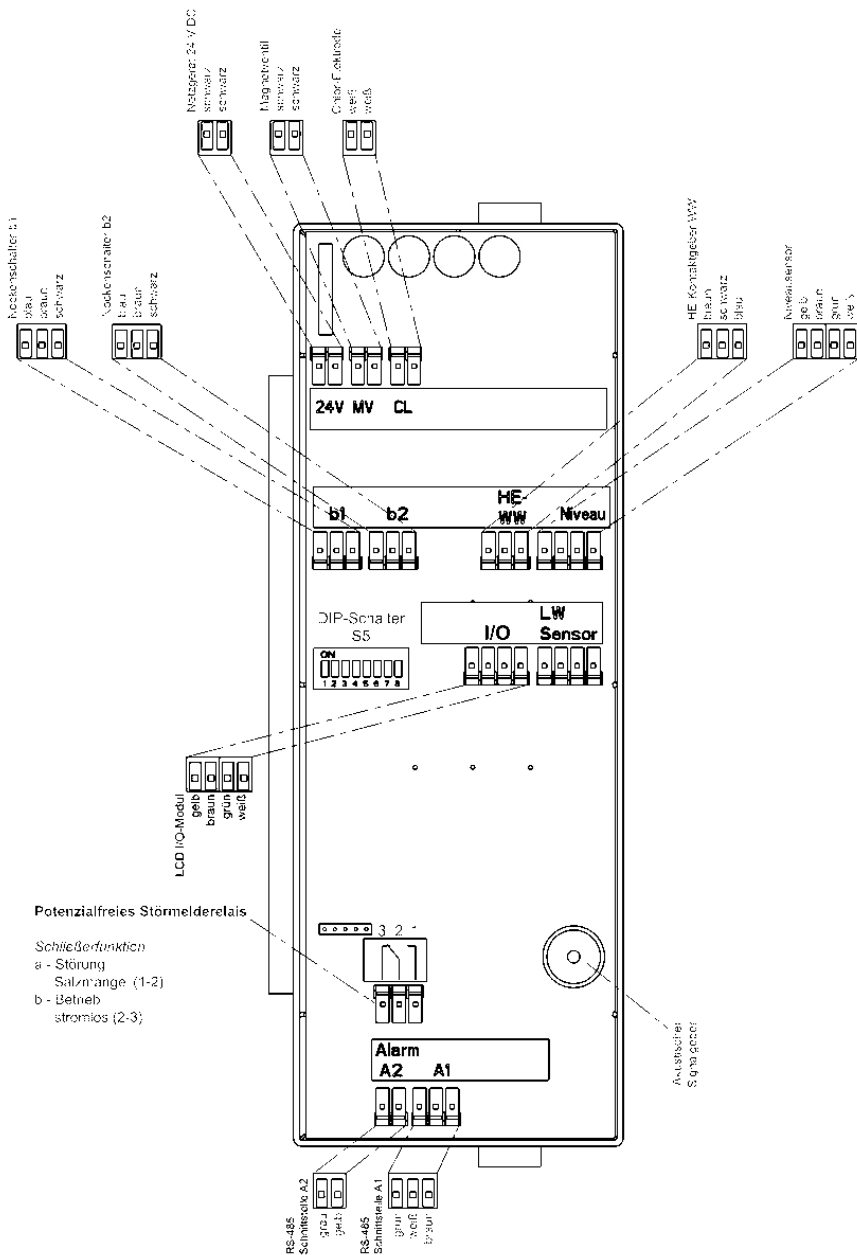 Netzgerät 24 V DC
schwarz
schwarz
Magnetventil
schwarz
schwarz
Chlor-Elektrode
weiß
weiß
Nockenschalter b1
blau
braun
schwarz
Nockenschalter b2
blau
braun
schwarz
HE-Kontaktgeber WW
braun
schwarz
blau
Niveausensor
gelb
braun
grün
weiß
24V MV CL
b1 b2
HE-
WW
Niveau
DIP-Schalter
S5
ON
1 2 3 4 5 6 7 8
I/O
LW
Sensor
LCD I/O-Modul
gelb
braun
grün
weiß
Potenzialfreies Störmelderelais
Schließerfunktion
a - Störung
Salzmangel (1-2)
b - Betrieb
stromlos (2-3)
3 2 1
Akustischer
Signalgeber
Alarm
A2 A1
RS-485
Schnittstelle A2
grau
gelb
RS-485
Schnittstelle A1
grün
weiß
braun